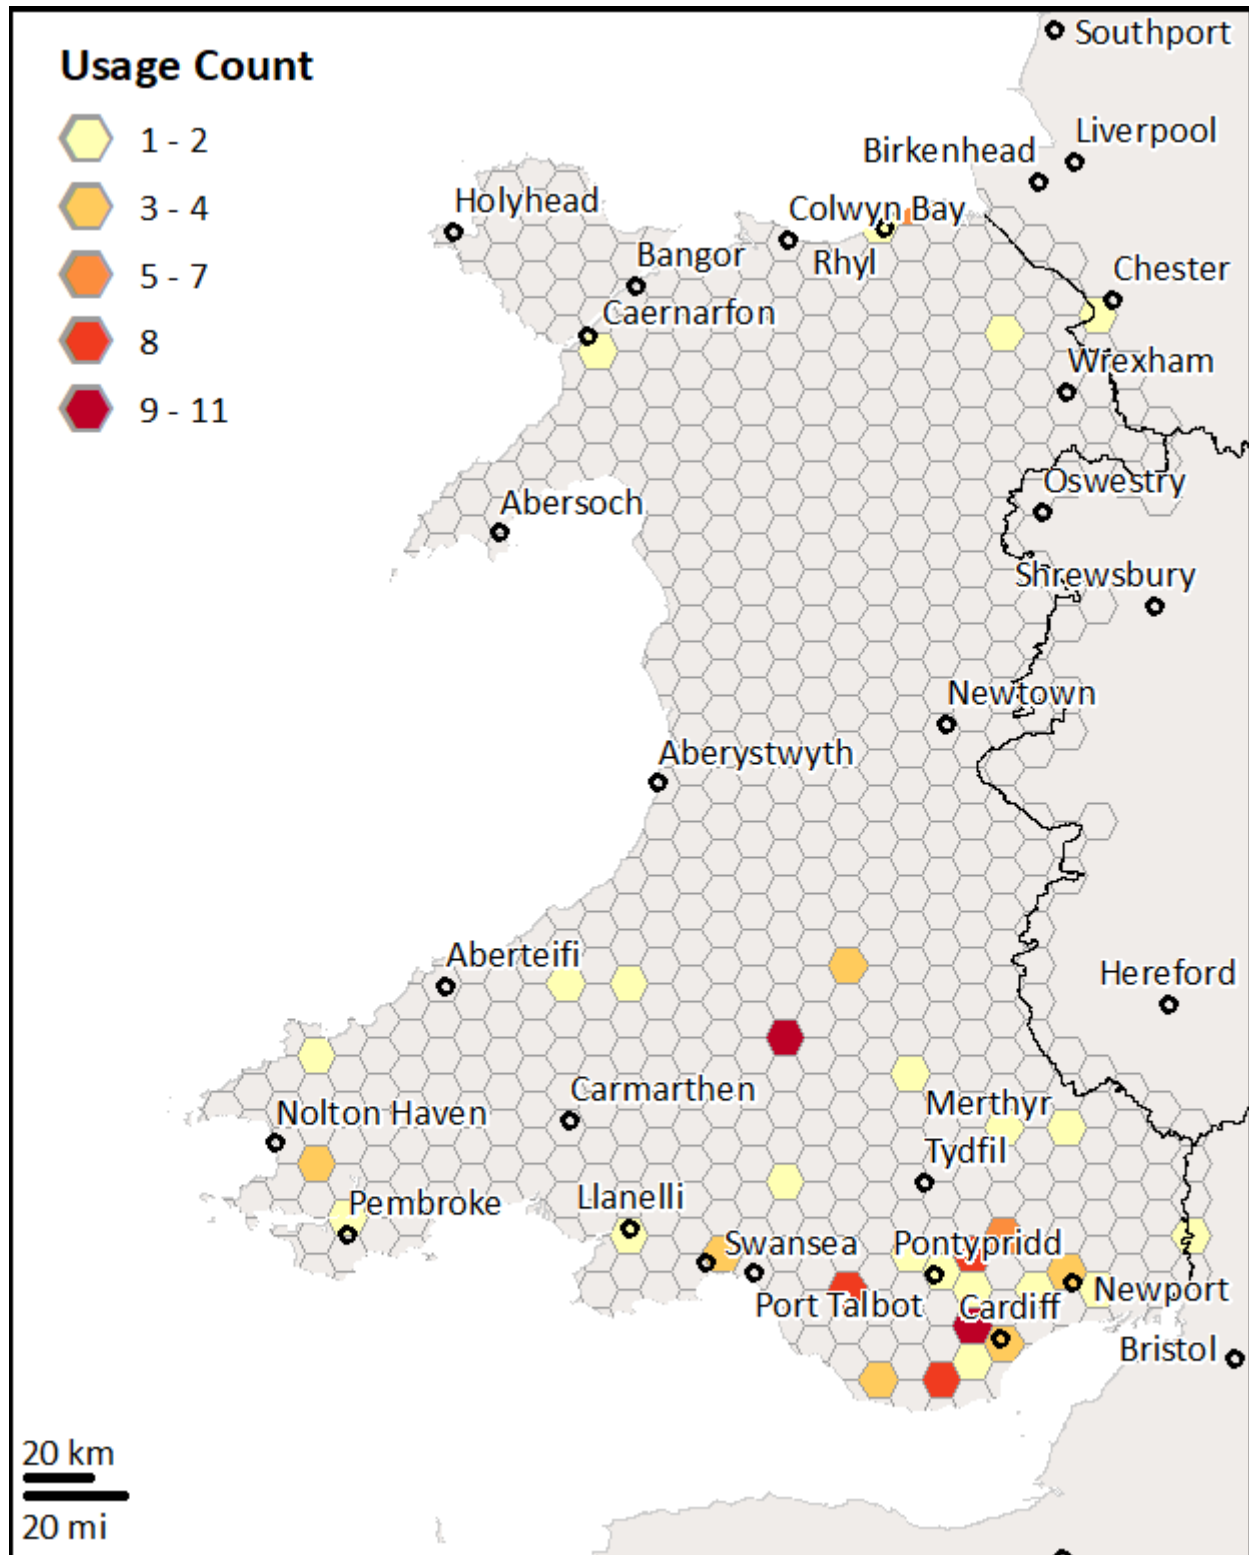 Usage Count
1 - 2
3 - 4
5 - 7
8
9 - 11
Southport
Liverpool
Birkenhead
Holyhead
Colwyn Bay
Bangor
Rhyl
Chester
Caernarfon
Wrexham
Oswestry
Abersoch
Shrewsbury
Newtown
Aberystwyth
Aberteifi
Hereford
Carmarthen
Nolton Haven
Merthyr
Tydfil
Pembroke
Llanelli
Swansea
Pontypridd
Port Talbot
Cardiff
Newport
Bristol
20 km
20 mi